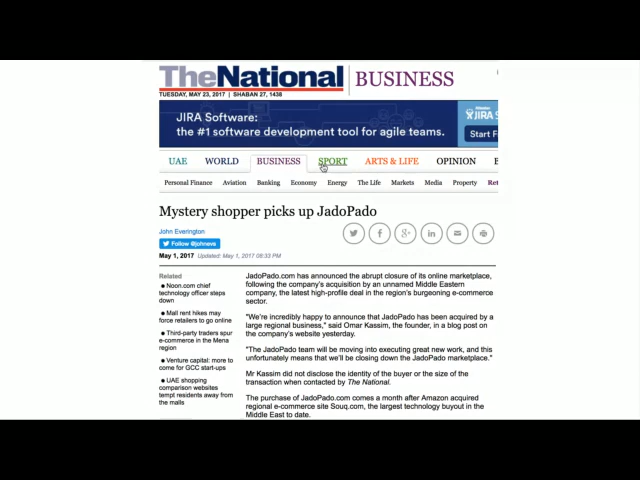 TheNational BUSINESS
TUESDAY, MAY 23, 2017 | SHABAN 27, 1438
JIRA Software:
the #1 software development tool for agile teams.
JIRA S
Start F
UAE WORLD BUSINESS SPORT ARTS & LIFE OPINION E
Personal Finance Aviation Banking Economy Energy The Life Markets Media Property Ret
Mystery shopper picks up JadoPado
John Everington
Follow @johnevs
May 1, 2017 Updated: May 1, 2017 08:33 PM
Related
Noon.com chief
technology officer steps
down
Mall rent hikes may
force retailers to go online
Third-party traders spur
e-commerce in the Mena
region
Venture capital: more to
come for GCC start-ups
UAE shopping
comparison websites
tempt residents away from
the malls
JadoPado.com has announced the abrupt closure of its online marketplace,
following the company's acquisition by an unnamed Middle Eastern
company, the latest high-profile deal in the region's burgeoning e-commerce
sector.
"We're incredibly happy to announce that JadoPado has been acquired by a
large regional business," said Omar Kassim, the founder, in a blog post on
the company's website yesterday.
"The JadoPado team will be moving into executing great new work, and this
unfortunately means that we'll be closing down the JadoPado marketplace."
Mr Kassim did not disclose the identity of the buyer or the size of the
transaction when contacted by The National.
The purchase of JadoPado.com comes a month after Amazon acquired
regional e-commerce site Souq.com, the largest technology buyout in the
Middle East to date.